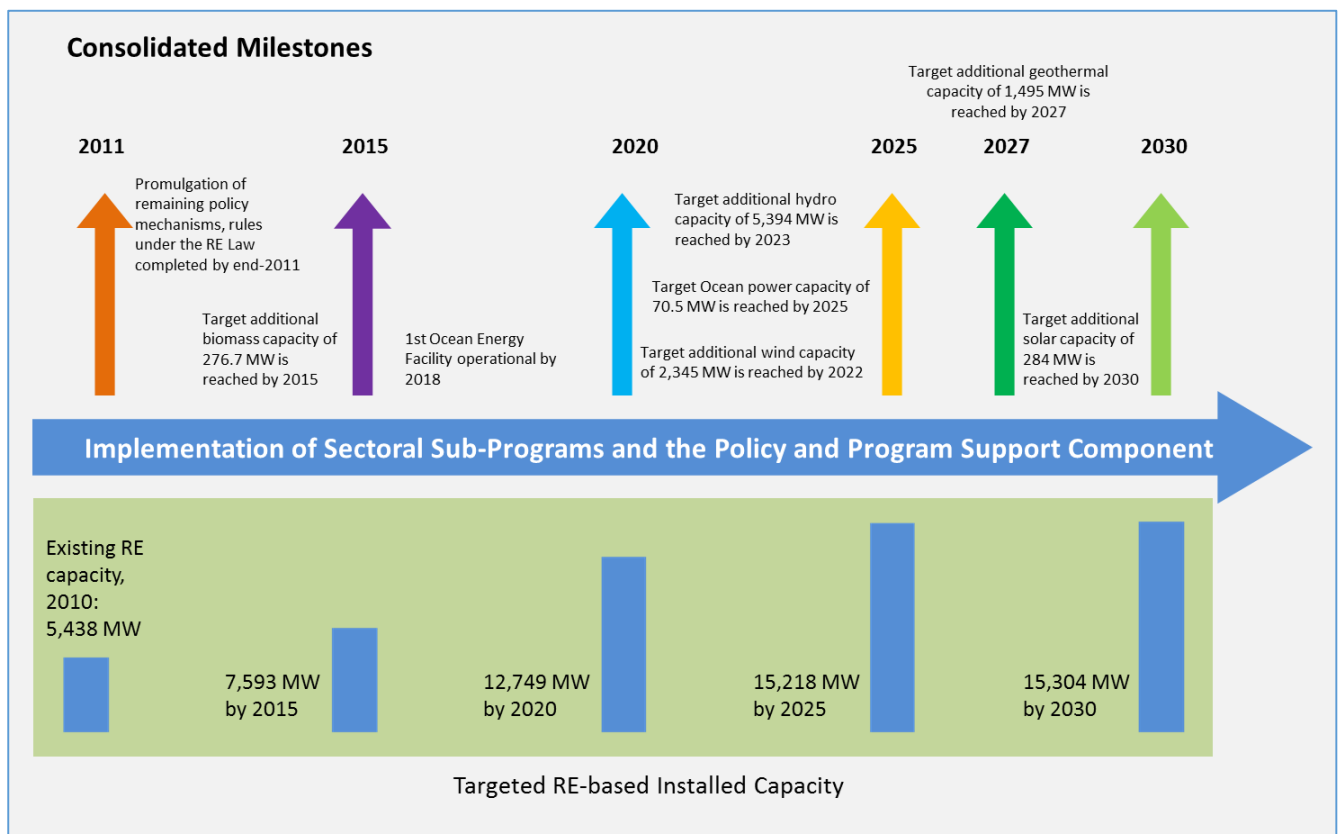 Consolidated Milestones
Target additional geothermal
capacity of 1,495 MW is
reached by 2027
2011
2015
2020
2025
2027
2030
Promulgation of
remaining policy
mechanisms, rules
under the RE Law
completed by end-2011
Target additional
biomass capacity of
276.7 MW is
reached by 2015
1st Ocean Energy
Facility operational by
2018
Target additional hydro
capacity of 5,394 MW is
reached by 2023
Target Ocean power capacity of
70.5 MW is reached by 2025
Target additional wind capacity
of 2,345 MW is reached by 2022
Target additional
solar capacity of
284 MW is
reached by 2030
Implementation of Sectoral Sub-Programs and the Policy and Program Support Component
Existing RE
capacity,
2010:
5,438 MW
7,593 MW
by 2015
12,749 MW
by 2020
15,218 MW
by 2025
15,304 MW
by 2030
Targeted RE-based Installed Capacity